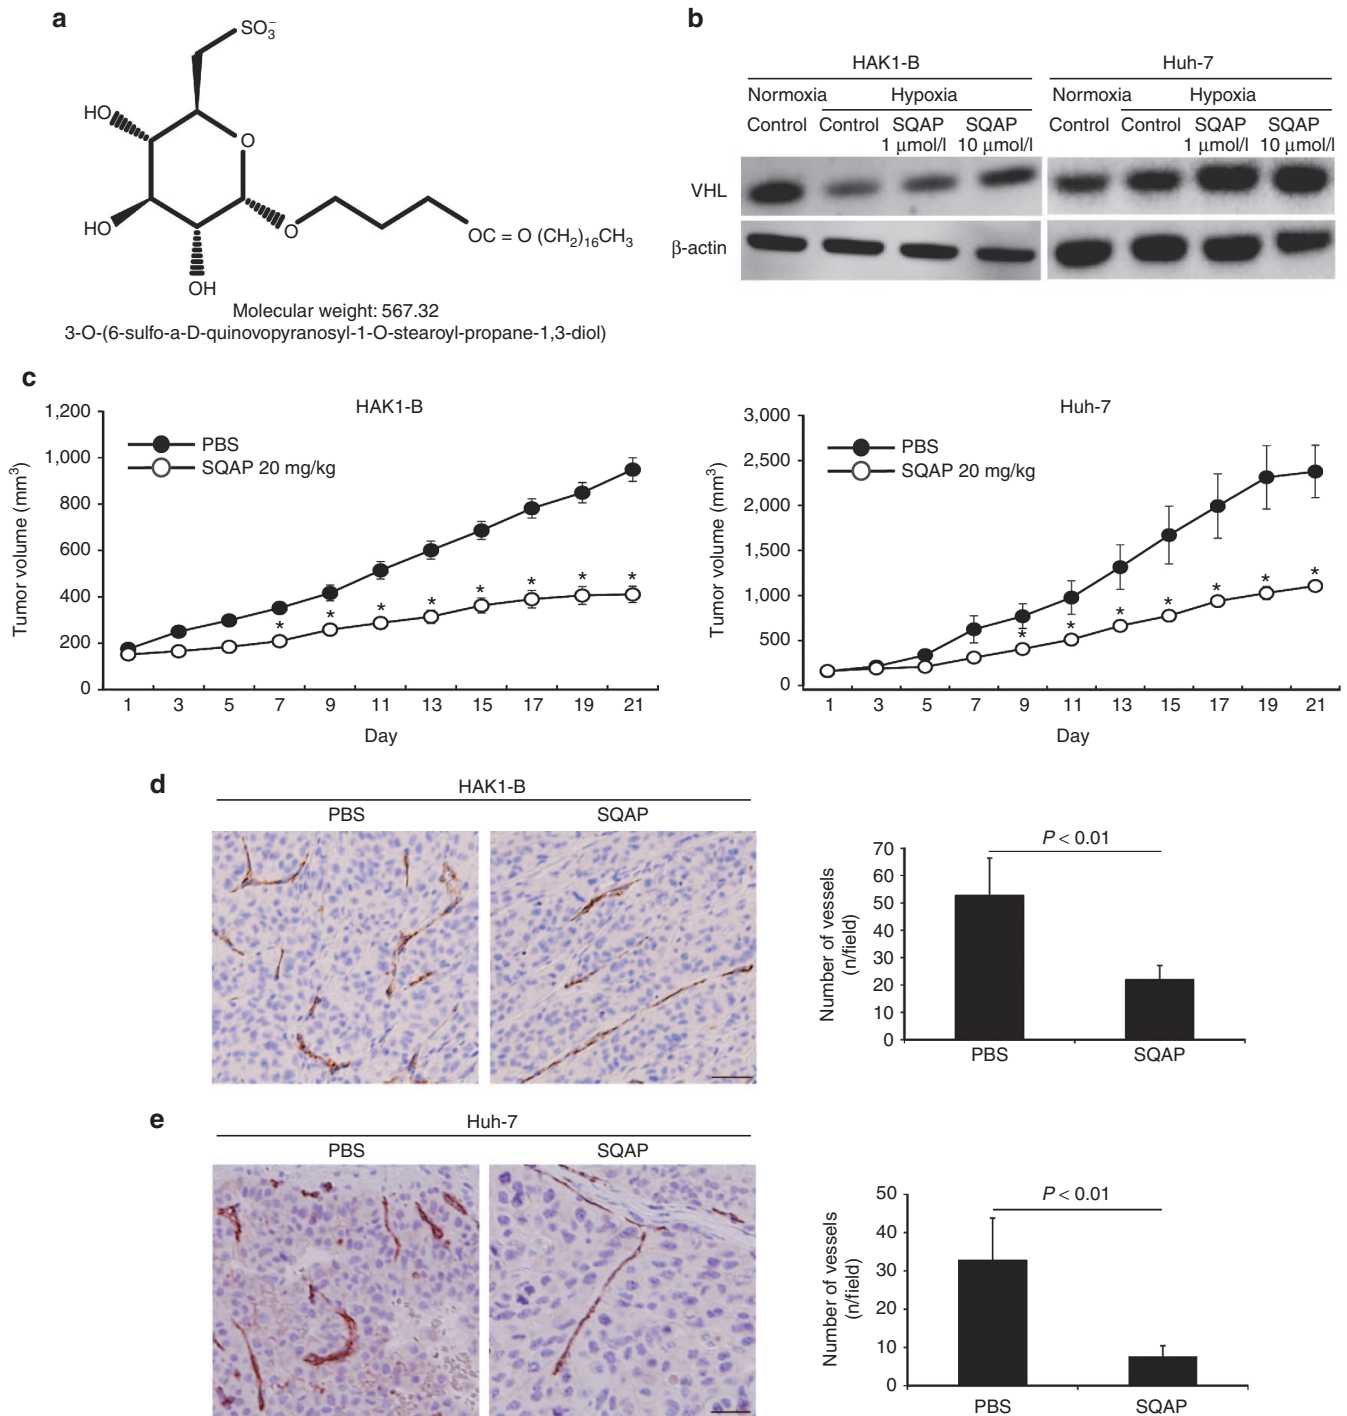 a
SO3−
HO
O
HO
O
OC = O (CH2)16CH3
OH
Molecular weight: 567.32
3-O-(6-sulfo-a-D-quinovopyranosyl-1-O-stearoyl-propane-1,3-diol)
b
HAK1-B Huh-7
Normoxia Hypoxia Normoxia Hypoxia
Control Control SQAP SQAP Control Control SQAP SQAP
1 μmol/l 10 μmol/l 1 μmol/l 10 μmol/l
VHL
β-actin
c
HAK1-B
PBS
SQAP 20 mg/kg
Tumor volume (mm3)
1,200
1,000
800
600
400
200
0
* * * * * * * *
1 3 5 7 9 11 13 15 17 19 21
Day
Huh-7
PBS
SQAP 20 mg/kg
Tumor volume (mm3)
3,000
2,500
2,000
1,500
1,000
500
0
* * * * * * *
1 3 5 7 9 11 13 15 17 19 21
Day
d
HAK1-B
PBS SQAP
P < 0.01
Number of vessels
(n/field)
70
60
50
40
30
20
10
0
PBS SQAP
e
Huh-7
PBS SQAP
P < 0.01
Number of vessels
(n/field)
50
40
30
20
10
0
PBS SQAP